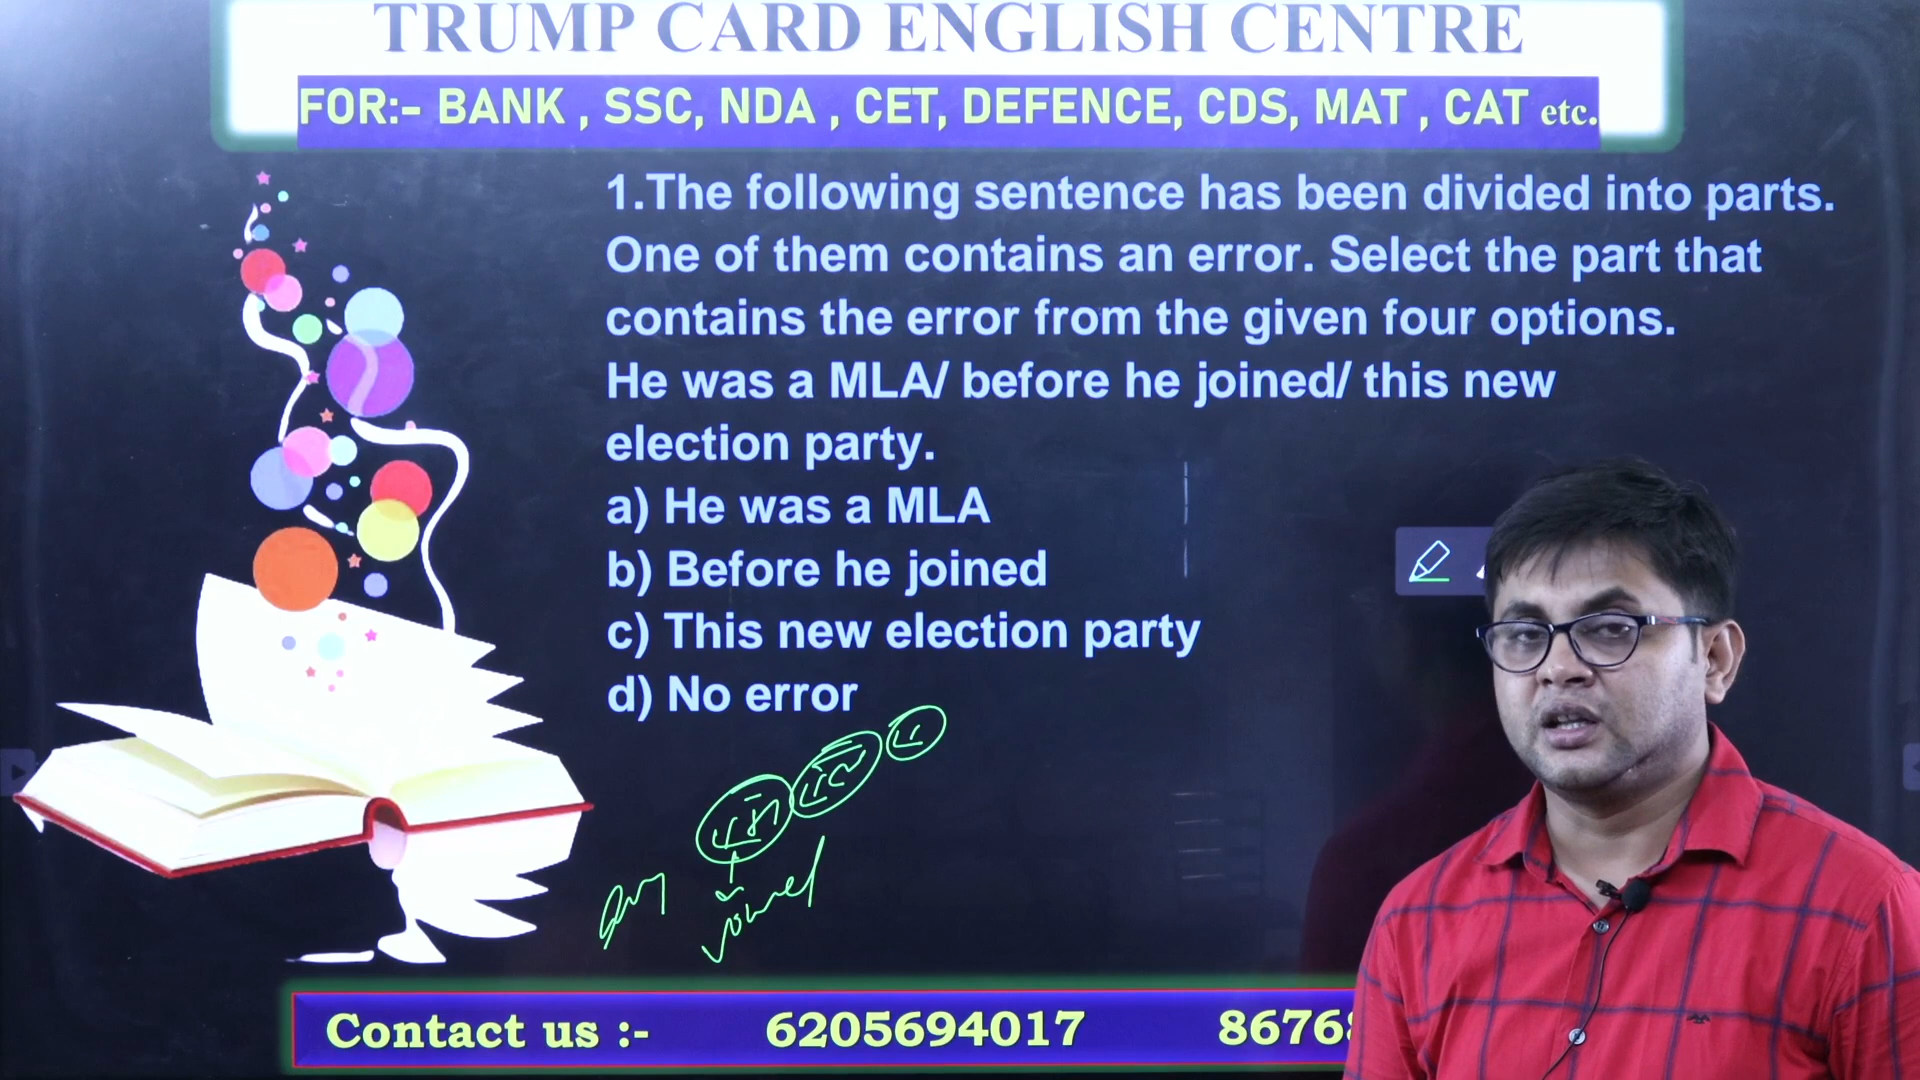 TRUMP CARD ENGLISH CENTRE
FOR:- BANK , SSC, NDA , CET, DEFENCE, CDS, MAT , CAT etc.
1.The following sentence has been divided into parts.
One of them contains an error. Select the part that
contains the error from the given four options.
He was a MLA/ before he joined/ this new
election party.
a) He was a MLA
b) Before he joined
c) This new election party
d) No error
vowel
Contact us :- 6205694017 8676